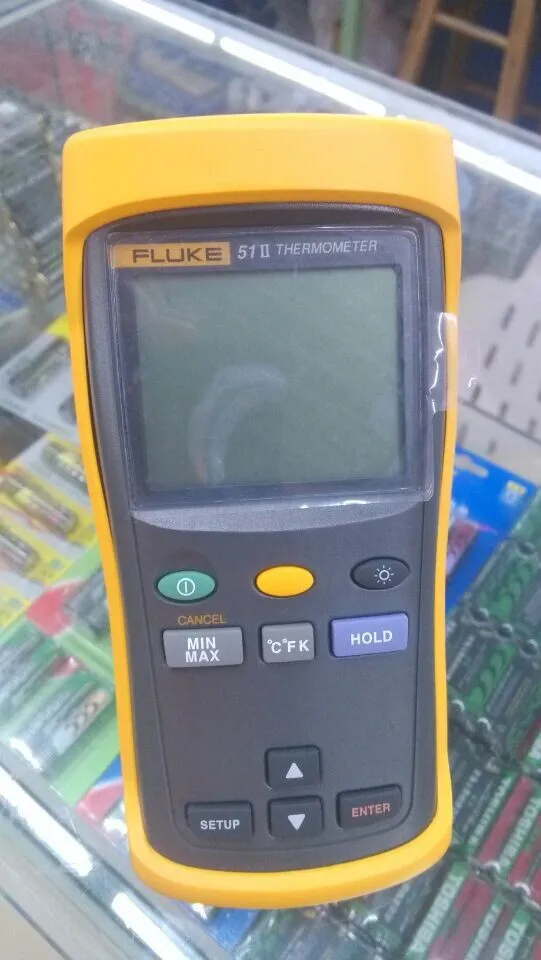 FLUKE 51 II THERMOMETER
CANCEL
MIN MAX
°C°F K
HOLD
SETUP
ENTER
TOSHIBA